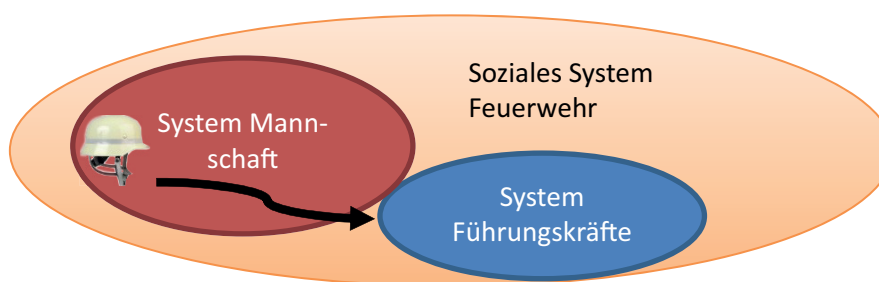 Soziales System
Feuerwehr
System Mann-
schaft
System
Führungskräfte